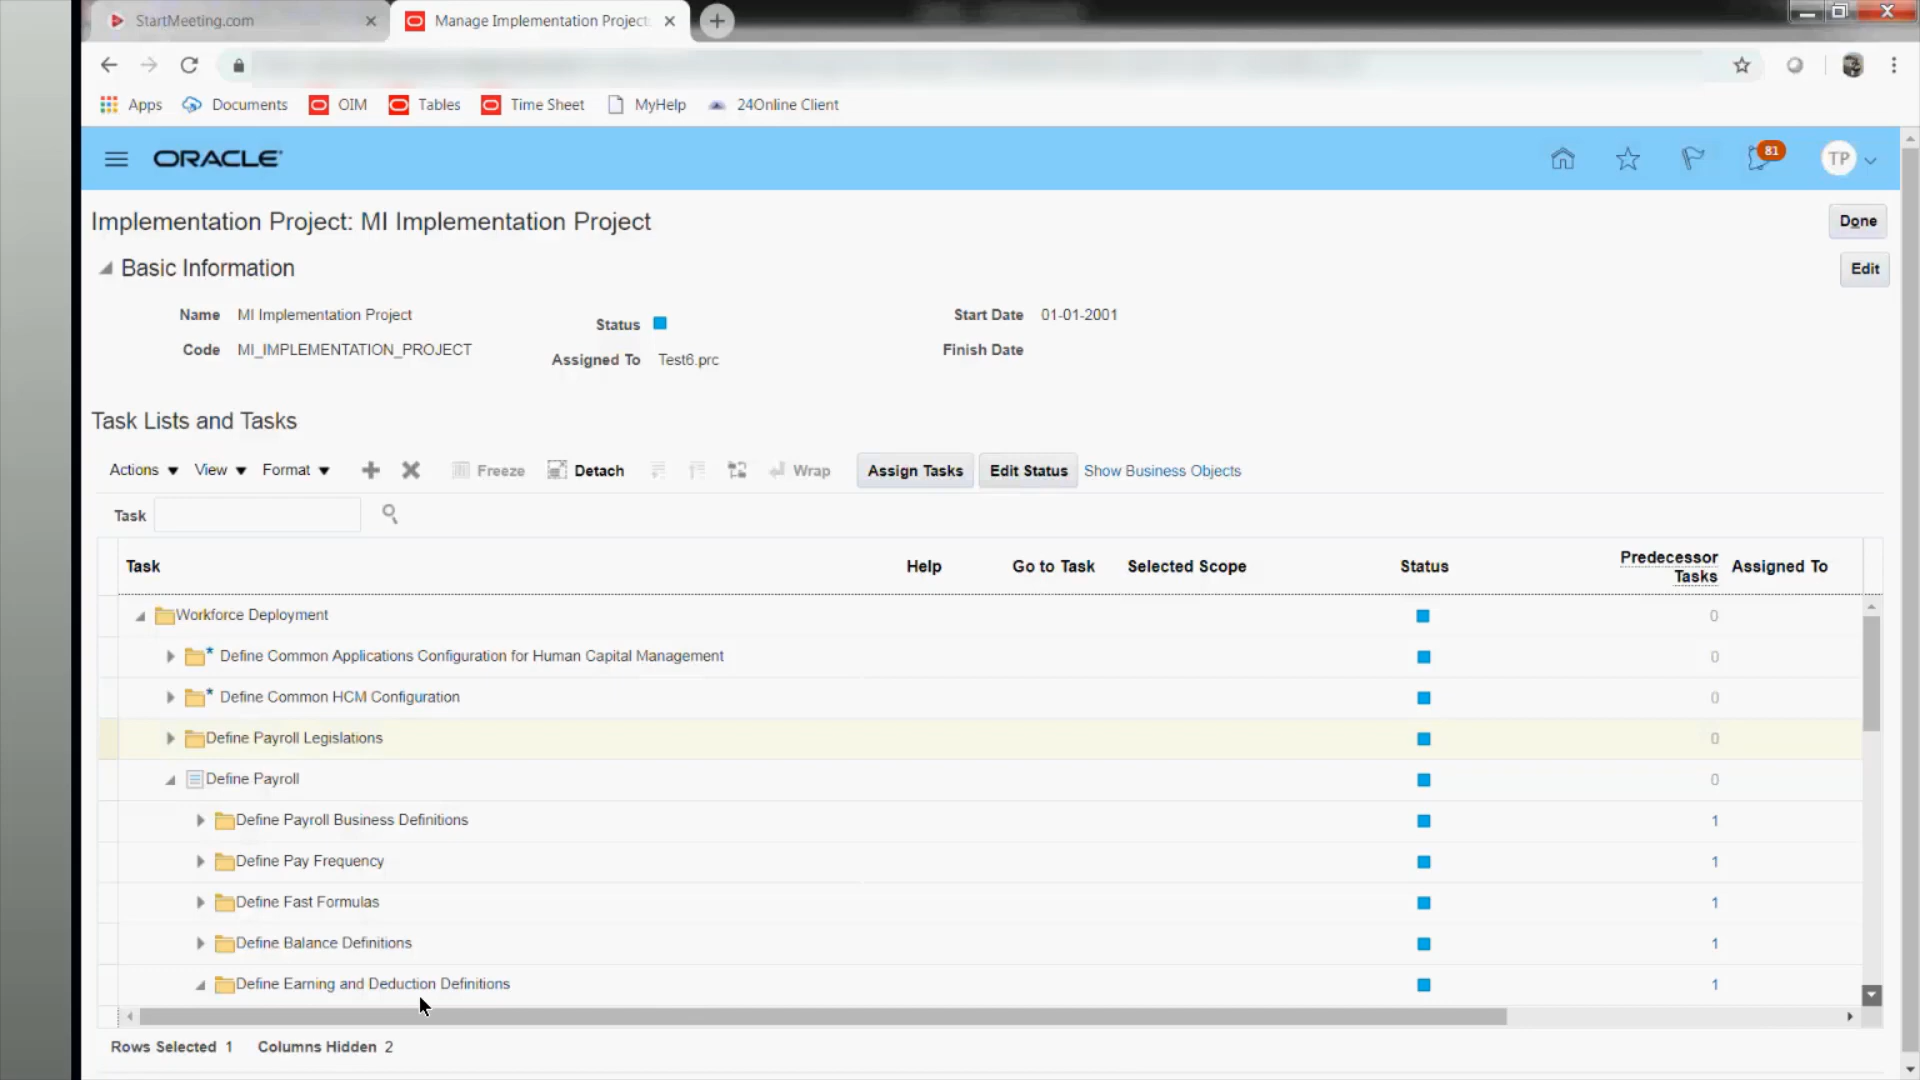 StartMeeting.com
Manage Implementation Project
Apps Documents OIM Tables Time Sheet MyHelp 24Online Client
ORACLE 81 TP
Implementation Project: MI Implementation Project Done
Basic Information Edit
Name MI Implementation Project Status Start Date 01-01-2001
Code MI_IMPLEMENTATION_PROJECT Assigned To Test6.prc Finish Date
Task Lists and Tasks
Actions View Format Freeze Detach Wrap Assign Tasks Edit Status Show Business Objects
Task
Task Help Go to Task Selected Scope Status Predecessor Tasks Assigned To
Workforce Deployment 0
* Define Common Applications Configuration for Human Capital Management 0
* Define Common HCM Configuration 0
Define Payroll Legislations 0
Define Payroll 0
Define Payroll Business Definitions 1
Define Pay Frequency 1
Define Fast Formulas 1
Define Balance Definitions 1
Define Earning and Deduction Definitions 1
Rows Selected 1 Columns Hidden 2